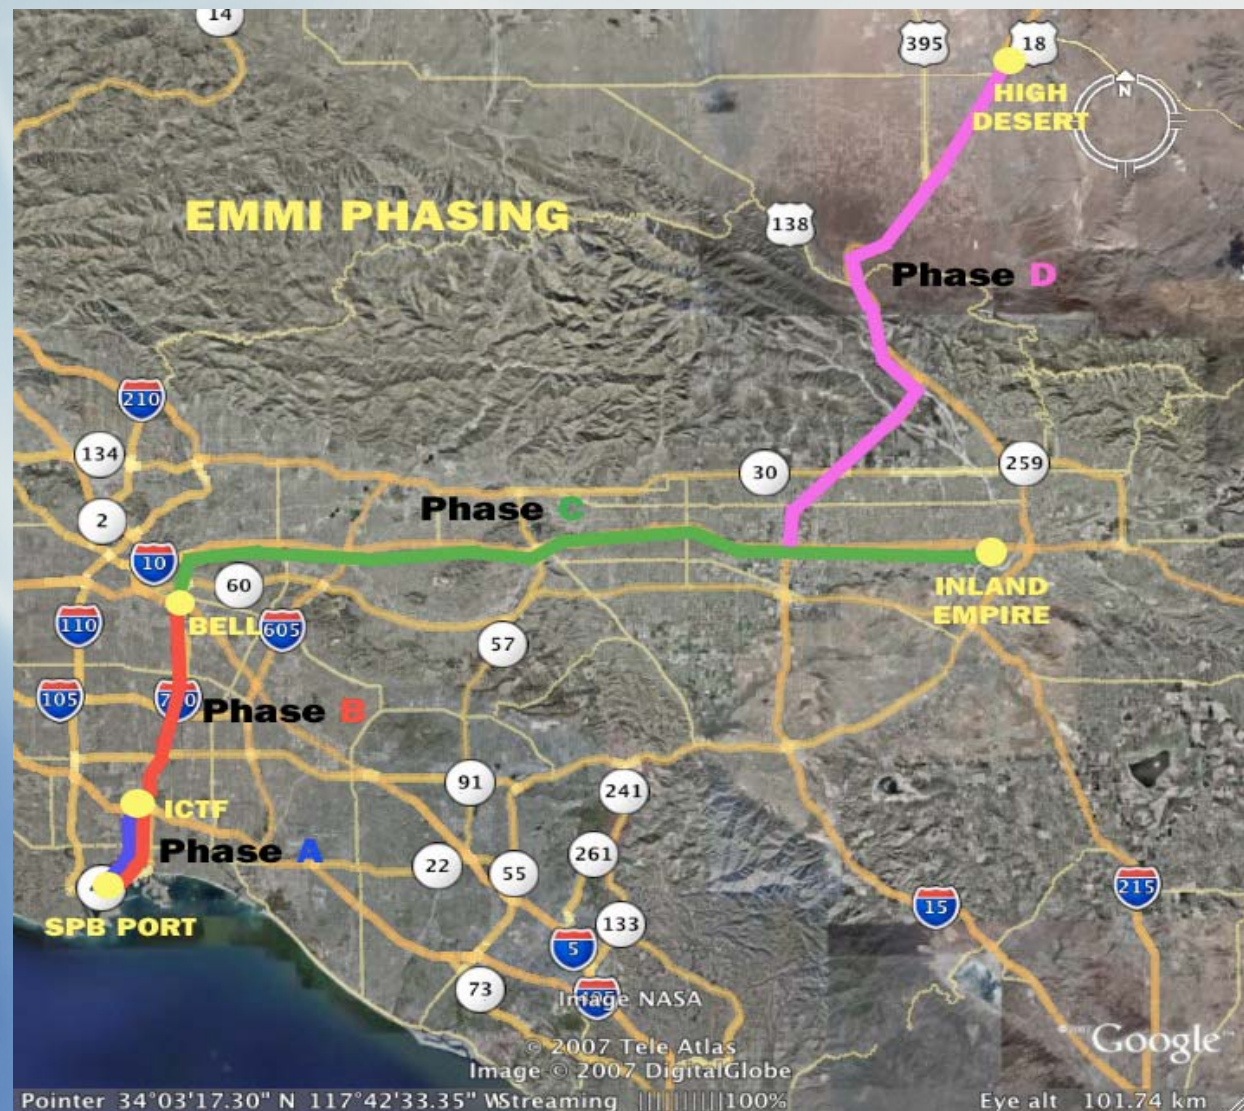 14
395
18
HIGH
DESERT
N
EMMI PHASING
138
Phase D
210
134
30
259
2
Phase C
10
60
INLAND
EMPIRE
110
BELL
605
57
105
Phase B
91
241
ICTF
Phase A
22
55
261
SPB PORT
133
15
215
5
73
Image NASA
Google
© 2007 Tele Atlas
Image © 2007 DigitalGlobe
Pointer 34°03'17.30" N 117°42'33.35" W Streaming 100% Eye alt 101.74 km